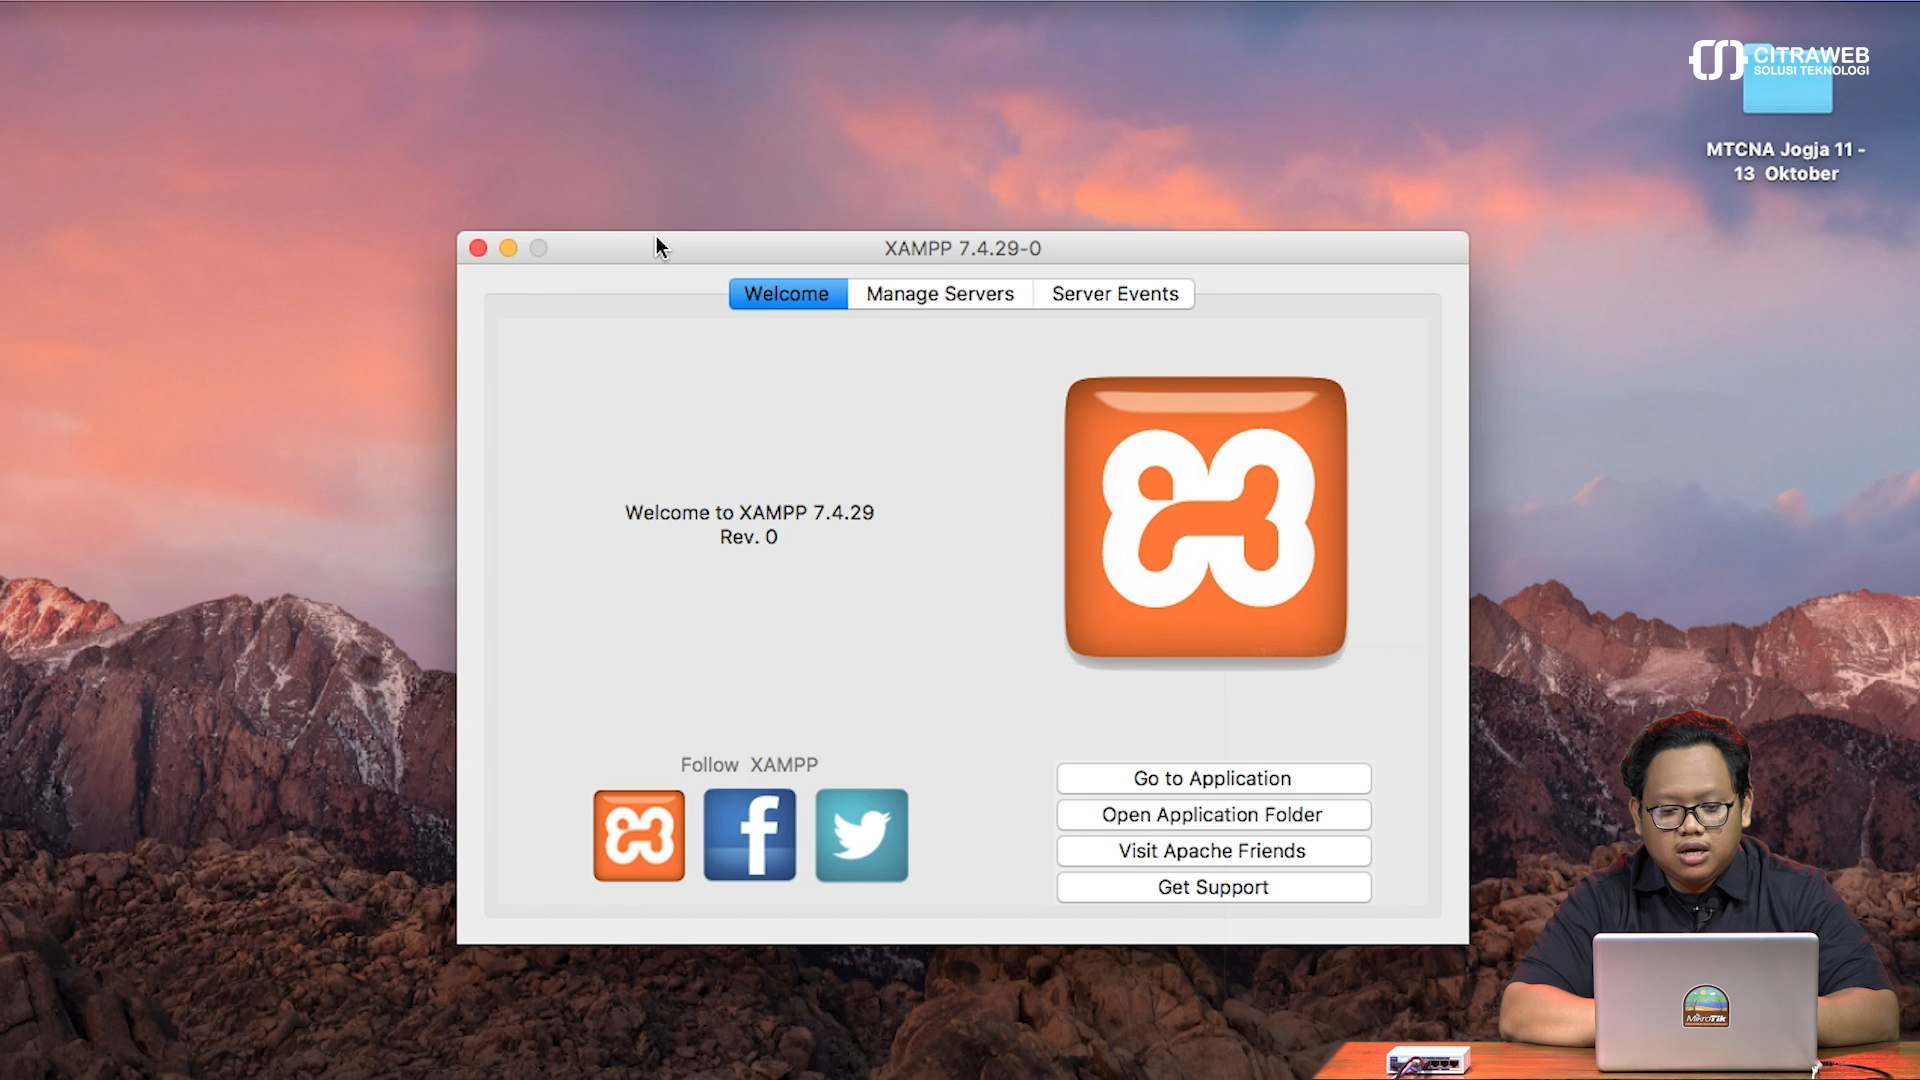 CITRAWEB
SOLUSI TEKNOLOGI
MTCNA Jogja 11 -
13 Oktober
XAMPP 7.4.29-0
Welcome
Manage Servers
Server Events
Welcome to XAMPP 7.4.29
Rev. 0
Follow XAMPP
Go to Application
Open Application Folder
Visit Apache Friends
Get Support
MikroTik